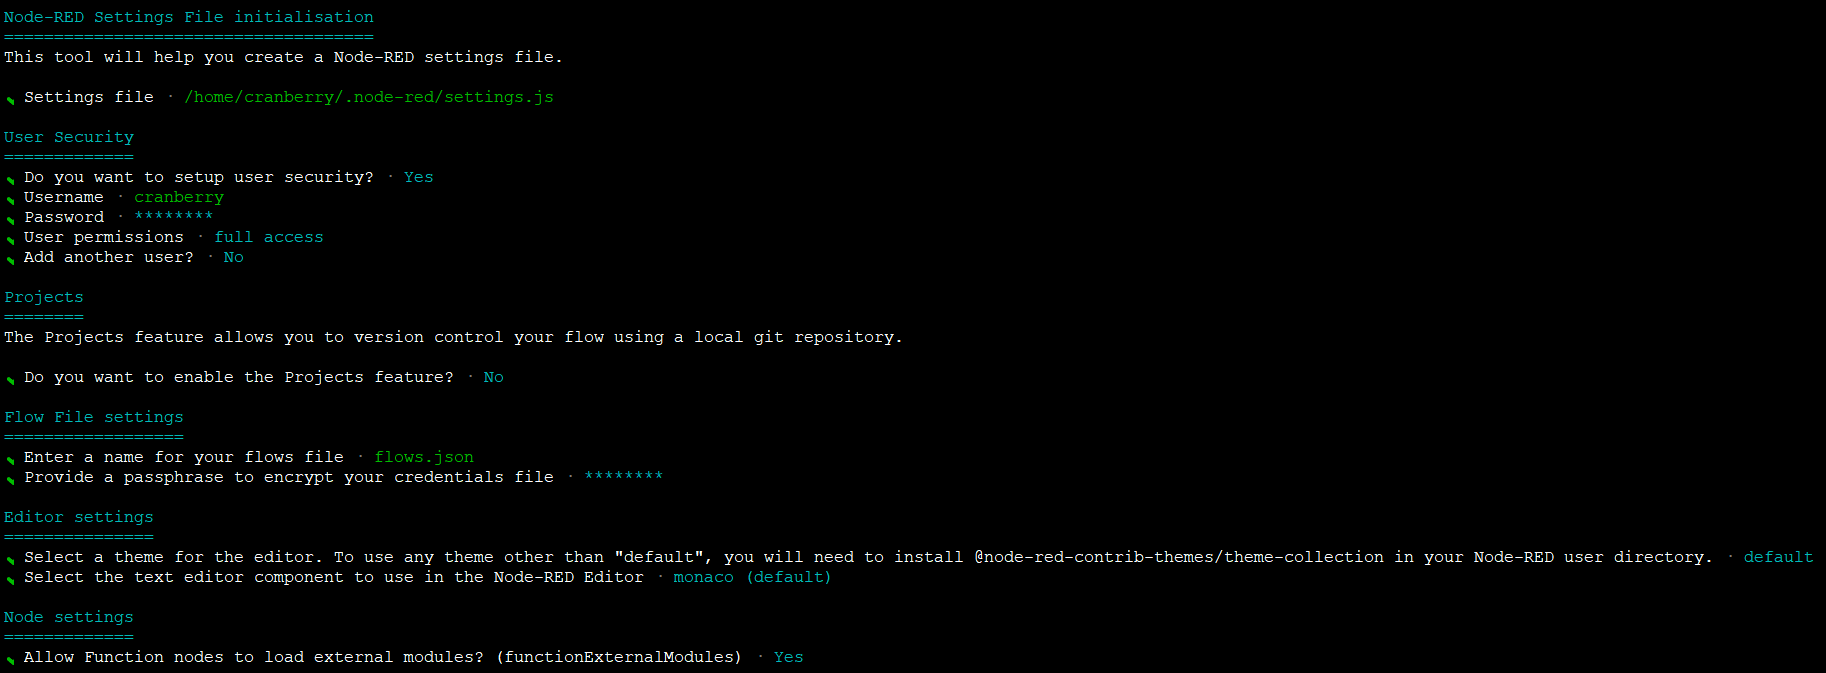 Node-RED Settings File initialisation
=====================================
This tool will help you create a Node-RED settings file.
✔ Settings file · /home/cranberry/.node-red/settings.js
User Security
=============
✔ Do you want to setup user security? · Yes
✔ Username · cranberry
✔ Password · ********
✔ User permissions · full access
✔ Add another user? · No
Projects
========
The Projects feature allows you to version control your flow using a local git repository.
✔ Do you want to enable the Projects feature? · No
Flow File settings
==================
✔ Enter a name for your flows file · flows.json
✔ Provide a passphrase to encrypt your credentials file · ********
Editor settings
===============
✔ Select a theme for the editor. To use any theme other than "default", you will need to install @node-red-contrib-themes/theme-collection in your Node-RED user directory. · default
✔ Select the text editor component to use in the Node-RED Editor · monaco (default)
Node settings
=============
✔ Allow Function nodes to load external modules? (functionExternalModules) · Yes